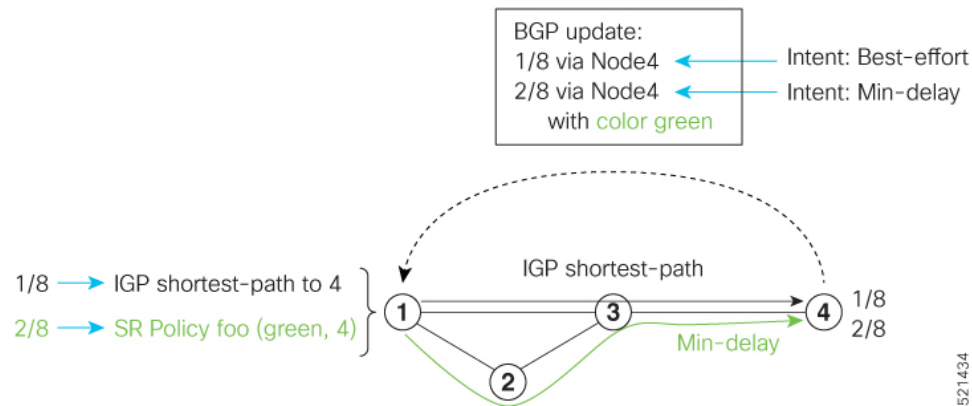 BGP update:
1/8 via Node4
Intent: Best-effort
2/8 via Node4
Intent: Min-delay
with color green
IGP shortest-path
1/8
IGP shortest-path to 4
2/8
SR Policy foo (green, 4)
1
3
4
1/8
2/8
Min-delay
2
521434